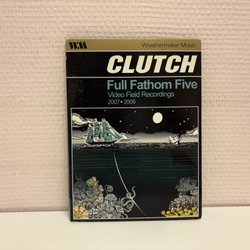 WM Weathermaker Music
CLUTCH
Full Fathom Five
Video Field Recordings
2007 • 2008